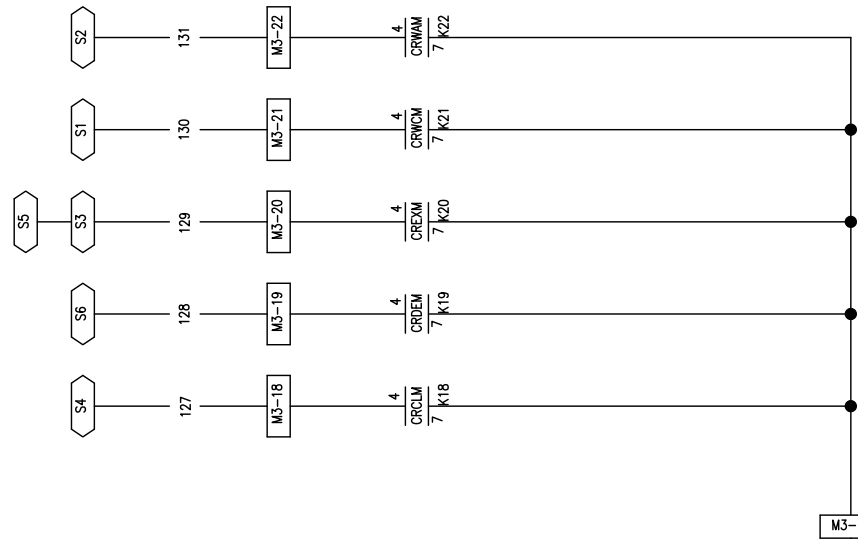 S2 131 M3-22 4 CRWAM 7 K22
S1 130 M3-21 4 CRWCM 7 K21
S5 S3 129 M3-20 4 CREXM 7 K20
S6 128 M3-19 4 CRDEM 7 K19
S4 127 M3-18 4 CRCLM 7 K18
M3-